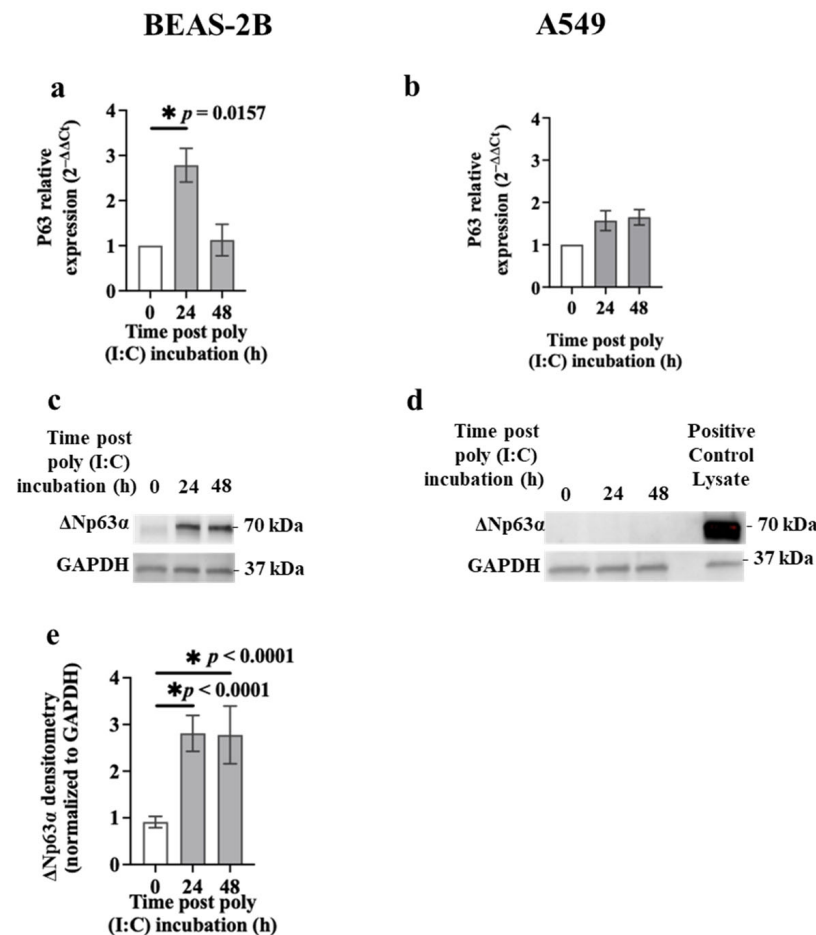 BEAS-2B
A549
a
4
3
2
1
0
P63 relative
expression (2−ΔΔCt)
* p = 0.0157
0 24 48
Time post poly
(I:C) incubation (h)
b
4
3
2
1
0
P63 relative
expression (2−ΔΔCt)
0 24 48
Time post poly
(I:C) incubation (h)
c
Time post
poly (I:C)
incubation (h) 0 24 48
ΔNp63α - 70 kDa
GAPDH - 37 kDa
d
Time post
poly (I:C)
incubation (h) 0 24 48
Positive
Control
Lysate
ΔNp63α - 70 kDa
GAPDH - 37 kDa
e
4
3
2
1
0
ΔNp63α densitometry
(normalized to GAPDH)
* p < 0.0001
*p < 0.0001
0 24 48
Time post poly
(I:C) incubation (h)